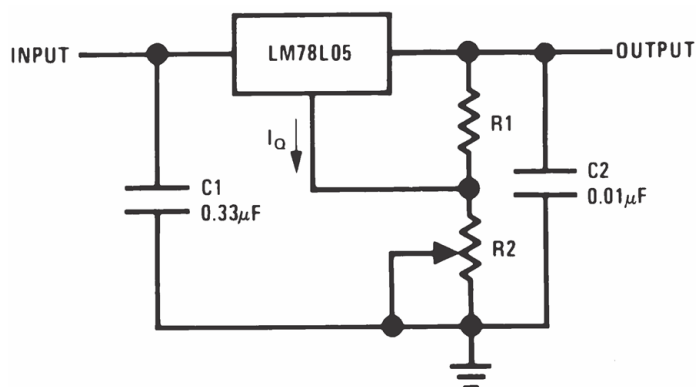 INPUT
LM78L05
OUTPUT
R1
IQ
C1
0.33µF
C2
0.01µF
R2